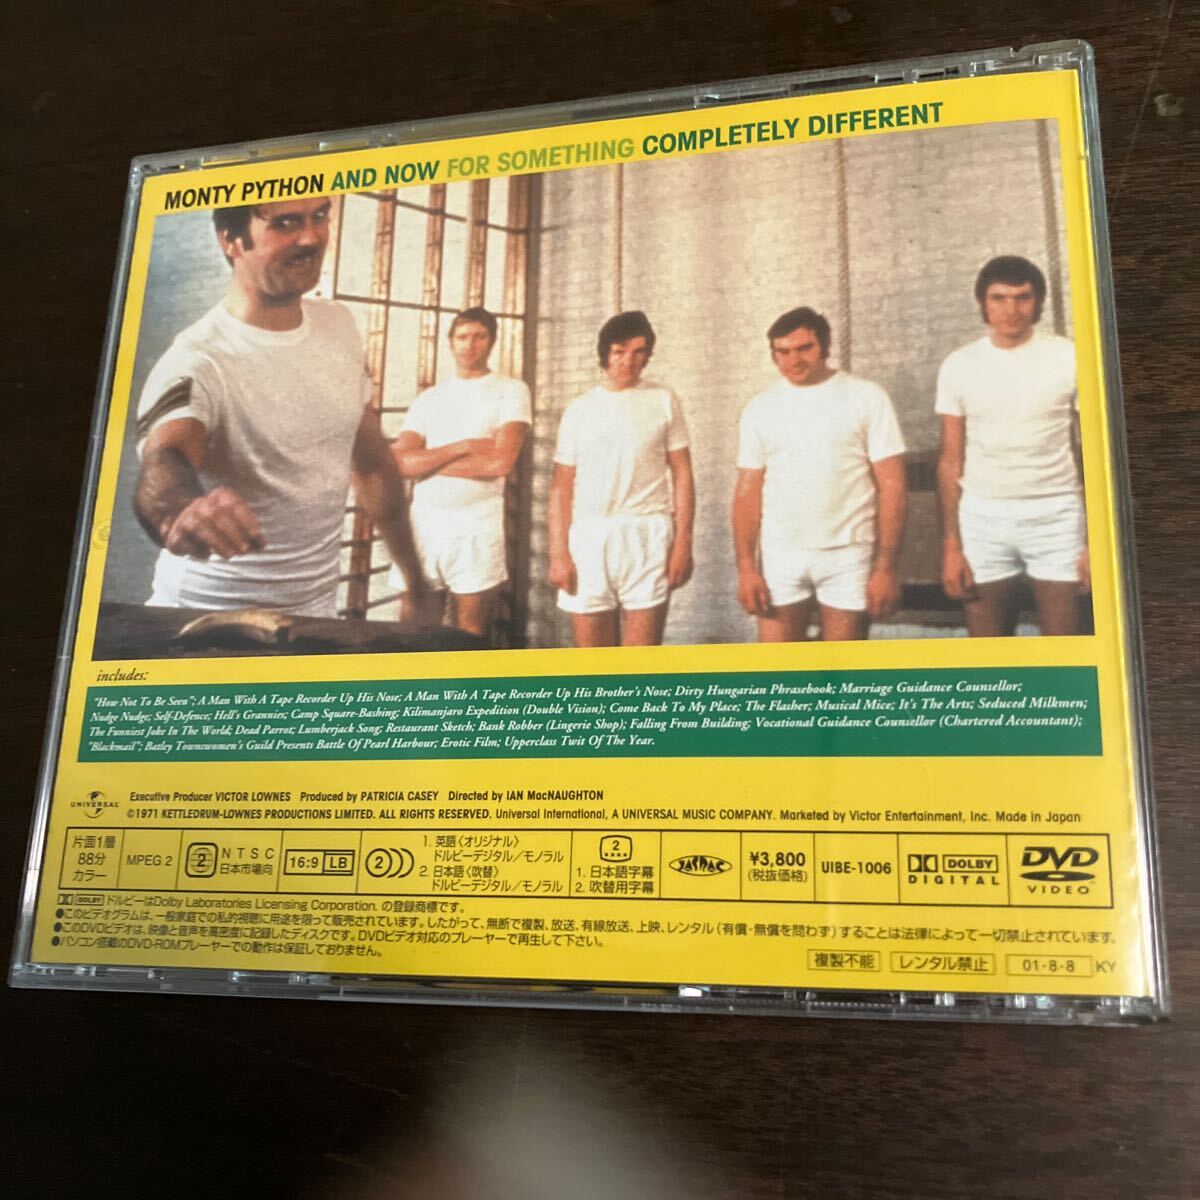 MONTY PYTHON AND NOW FOR SOMETHING COMPLETELY DIFFERENT
includes:
"How Not To Be Seen"; A Man With A Tape Recorder Up His Nose; A Man With A Tape Recorder Up His Brother's Nose; Dirty Hungarian Phrasebook; Marriage Guidance Counsellor;
Nudge Nudge; Self-Defence; Hell's Grannies; Camp Square-Bashing; Kilimanjaro Expedition (Double Vision); Come Back To My Place; The Flasher; Musical Mice; It's The Arts; Seduced Milkmen;
The Funniest Joke In The World; Dead Parrot; Lumberjack Song; Restaurant Sketch; Bank Robber (Lingerie Shop); Falling From Building; Vocational Guidance Counsellor (Chartered Accountant);
"Blackmail"; Batley Townswomen's Guild Presents Battle Of Pearl Harbour; Erotic Film; Upperclass Twit Of The Year.
UNIVERSAL
Executive Producer VICTOR LOWNES Produced by PATRICIA CASEY Directed by IAN MacNAUGHTON
©1971 KETTLEDRUM-LOWNES PRODUCTIONS LIMITED. ALL RIGHTS RESERVED. Universal International, A UNIVERSAL MUSIC COMPANY. Marketed by Victor Entertainment, Inc. Made in Japan
片面1層
88分
カラー
MPEG 2
2
NTSC
日本市場向
16:9 LB
2
1. 英語〈オリジナル〉
ドルビーデジタル/モノラル
2. 日本語〈吹替〉
ドルビーデジタル/モノラル
2
1. 日本語字幕
2. 吹替用字幕
JASRAC
¥3,800
(税抜価格)
UIBE-1006
DOLBY
DIGITAL
DVD
VIDEO
DOLBY ドルビーはDolby Laboratories Licensing Corporation. の登録商標です。
●このビデオグラムは、一般家庭での私的視聴に用途を限って販売されています。したがって、無断で複製、放送、有線放送、上映、レンタル(有償・無償を問わず)することは法律によって一切禁止されています。
●このDVDビデオは、映像と音声を高密度に記録したディスクです。DVDビデオ対応のプレーヤーで再生して下さい。
●パソコン搭載のDVD-ROMプレーヤーでの動作は保証しておりません。
複製不能
レンタル禁止
01・8・8
KY